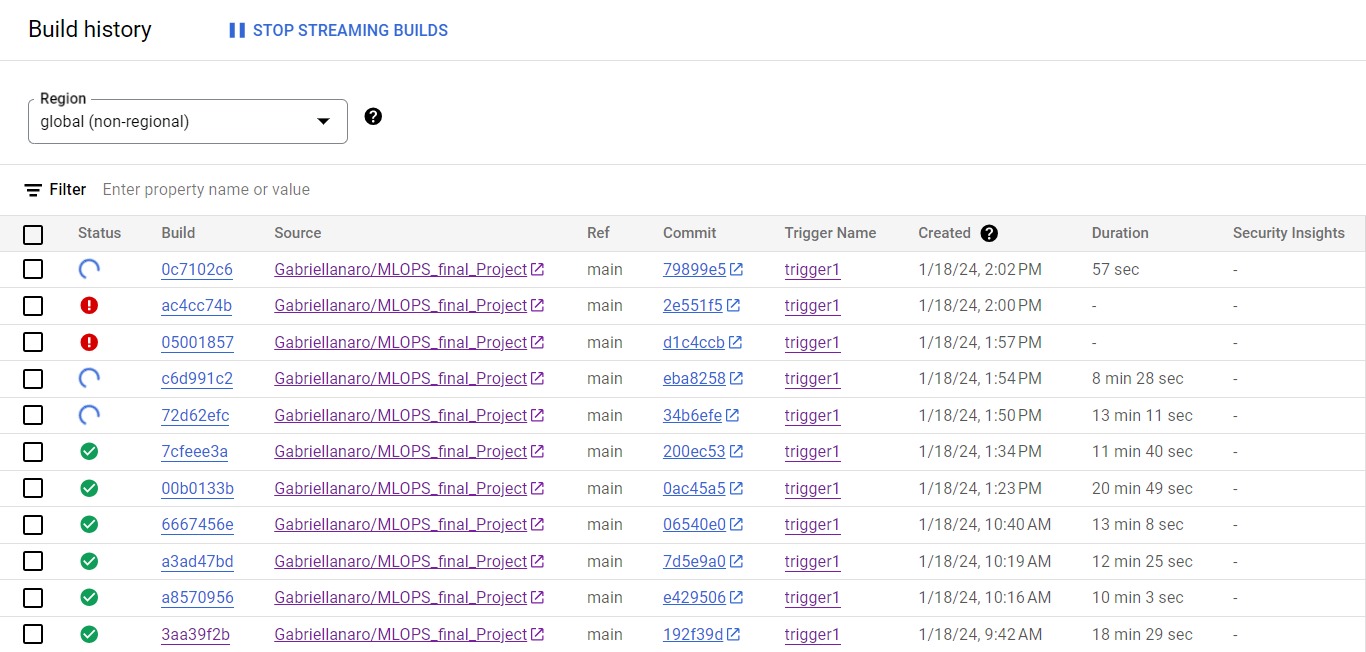 Build history STOP STREAMING BUILDS
Region
global (non-regional)
Filter Enter property name or value
Status Build Source Ref Commit Trigger Name Created Duration Security Insights
0c7102c6 Gabriellanaro/MLOPS_final_Project main 79899e5 trigger1 1/18/24, 2:02 PM 57 sec -
ac4cc74b Gabriellanaro/MLOPS_final_Project main 2e551f5 trigger1 1/18/24, 2:00 PM - -
05001857 Gabriellanaro/MLOPS_final_Project main d1c4ccb trigger1 1/18/24, 1:57 PM - -
c6d991c2 Gabriellanaro/MLOPS_final_Project main eba8258 trigger1 1/18/24, 1:54 PM 8 min 28 sec -
72d62efc Gabriellanaro/MLOPS_final_Project main 34b6efe trigger1 1/18/24, 1:50 PM 13 min 11 sec -
7cfeee3a Gabriellanaro/MLOPS_final_Project main 200ec53 trigger1 1/18/24, 1:34 PM 11 min 40 sec -
00b0133b Gabriellanaro/MLOPS_final_Project main 0ac45a5 trigger1 1/18/24, 1:23 PM 20 min 49 sec -
6667456e Gabriellanaro/MLOPS_final_Project main 06540e0 trigger1 1/18/24, 10:40 AM 13 min 8 sec -
a3ad47bd Gabriellanaro/MLOPS_final_Project main 7d5e9a0 trigger1 1/18/24, 10:19 AM 12 min 25 sec -
a8570956 Gabriellanaro/MLOPS_final_Project main e429506 trigger1 1/18/24, 10:16 AM 10 min 3 sec -
3aa39f2b Gabriellanaro/MLOPS_final_Project main 192f39d trigger1 1/18/24, 9:42 AM 18 min 29 sec -